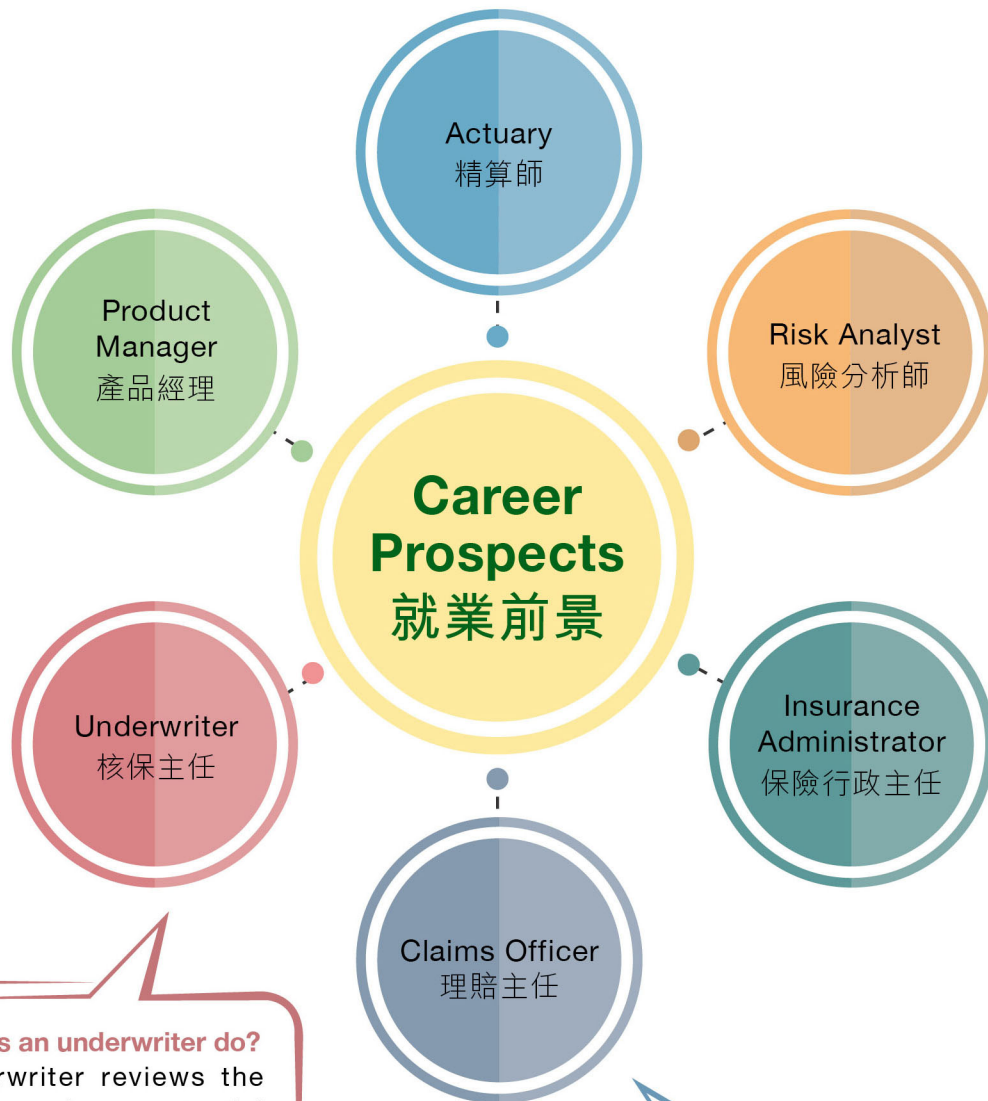 Actuary
精算師
Product
Manager
產品經理
Risk Analyst
風險分析師
Career
Prospects
就業前景
Underwriter
核保主任
Insurance
Administrator
保險行政主任
Claims Officer
理賠主任
an underwriter do?
reviews the